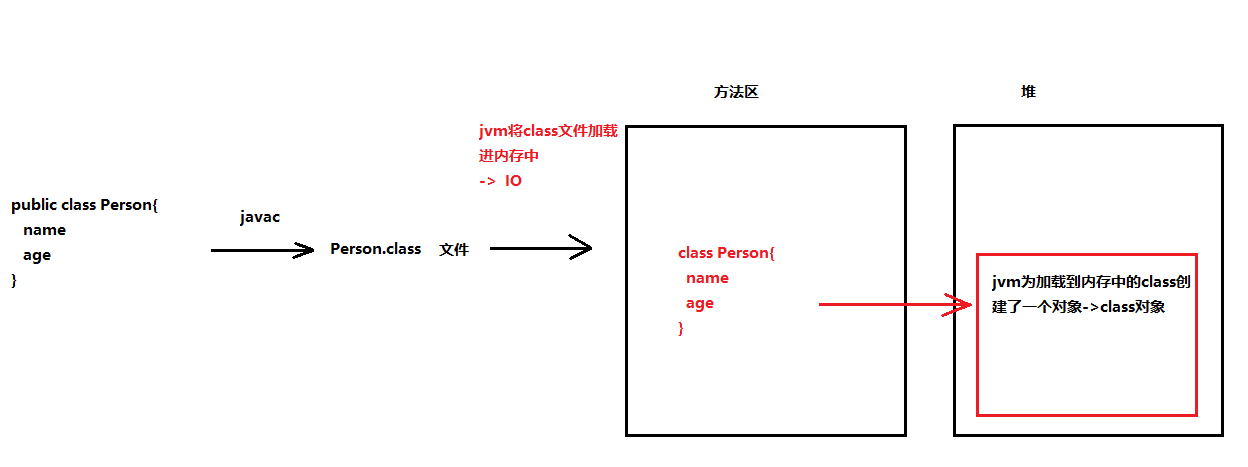 方法区
堆
jvm将class文件加载
进内存中
-> IO
public class Person{
name
age
}
javac
Person.class 文件
class Person{
name
age
}
jvm为加载到内存中的class创
建了一个对象->class对象